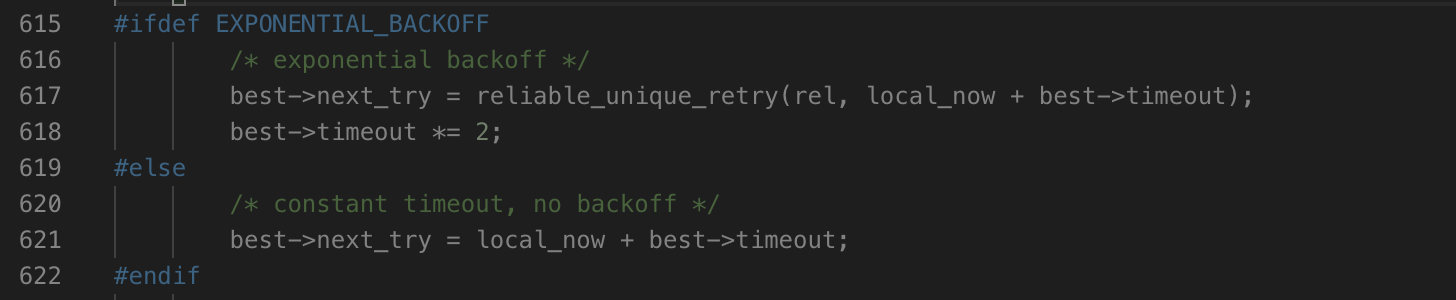 615 #ifdef EXPONENTIAL_BACKOFF
616 /* exponential backoff */
617 best->next_try = reliable_unique_retry(rel, local_now + best->timeout);
618 best->timeout *= 2;
619 #else
620 /* constant timeout, no backoff */
621 best->next_try = local_now + best->timeout;
622 #endif